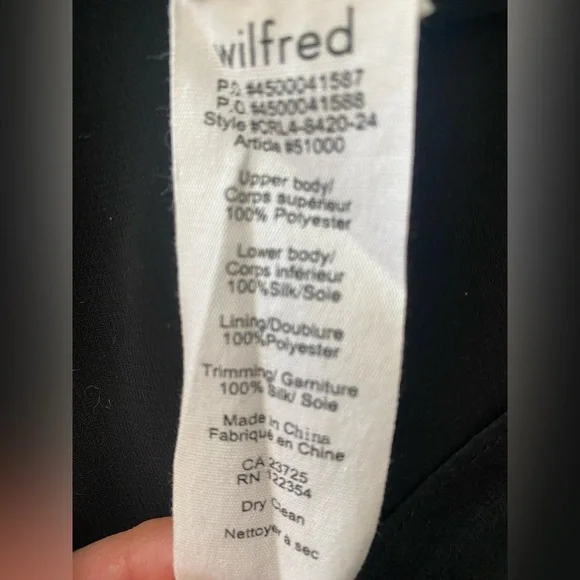 wilfred
P.O. #4500041587
P.O. #4500041588
Style #CRL4-8420-24
Article #51000
Upper body/
Corps supérieur
100% Polyester
Lower body/
Corps inférieur
100%Silk/Soie
Lining/Doublure
100%Polyester
Trimming/ Garniture
100% Silk/ Soie
Made in China
Fabriqué en Chine
CA 23725
RN 122354
Dry Clean
Nettoyer à sec